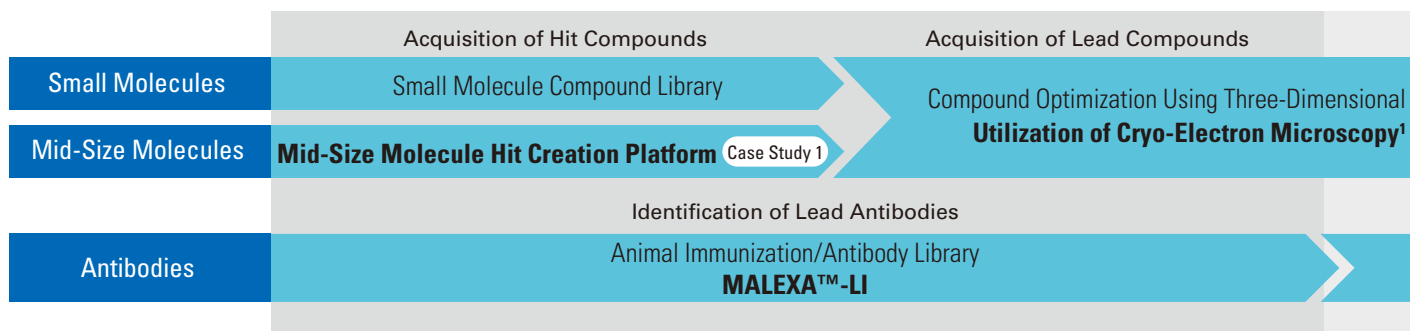 Acquisition of Hit Compounds
Acquisition of Lead Compounds
Small Molecules
Small Molecule Compound Library
Compound Optimization Using Three-Dimensional
Utilization of Cryo-Electron Microscopy¹
Mid-Size Molecules
Mid-Size Molecule Hit Creation Platform Case Study 1
Identification of Lead Antibodies
Antibodies
Animal Immunization/Antibody Library
MALEXA™-LI